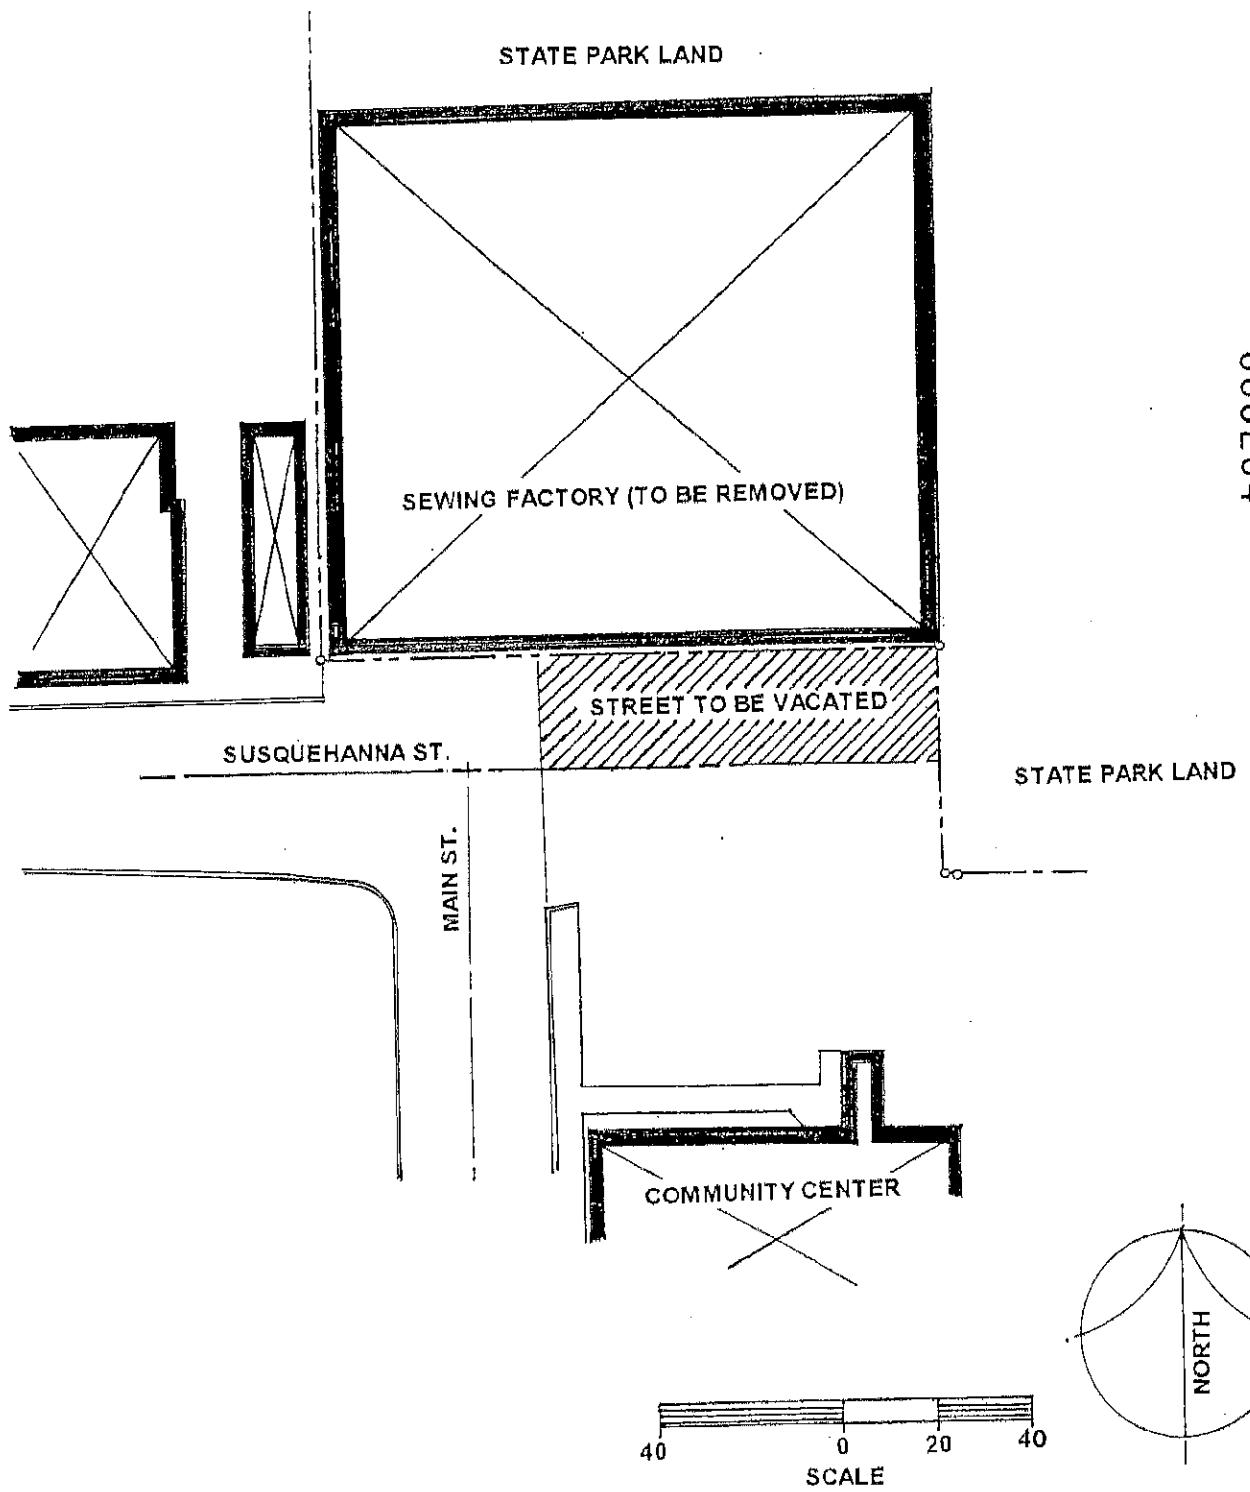 STATE PARK LAND
SEWING FACTORY (TO BE REMOVED)
STREET TO BE VACATED
SUSQUEHANNA ST.
STATE PARK LAND
MAIN ST.
COMMUNITY CENTER
NORTH
40 0 20 40
SCALE